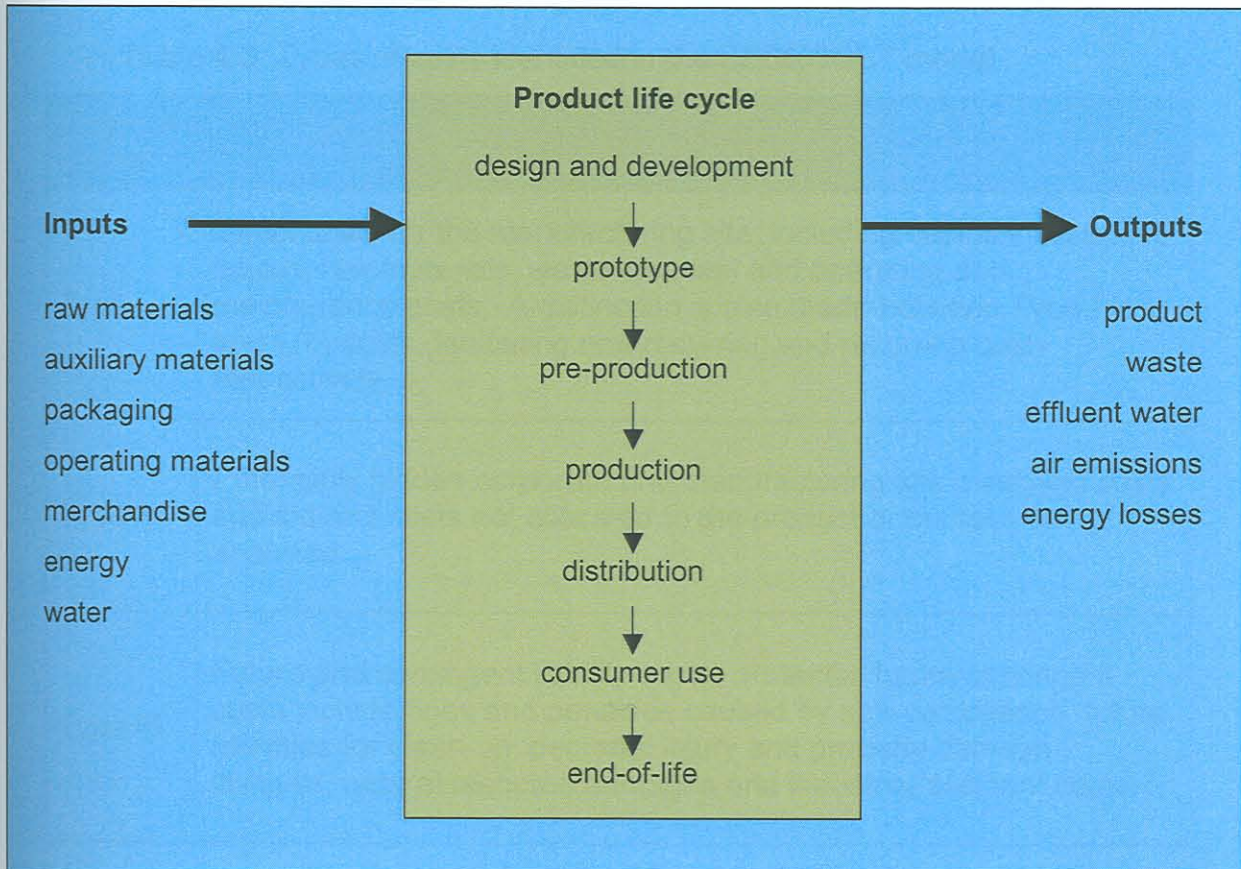 Product life cycle
design and development
prototype
pre-production
production
distribution
consumer use
end-of-life
Inputs
raw materials
auxiliary materials
packaging
operating materials
merchandise
energy
water
Outputs
product
waste
effluent water
air emissions
energy losses